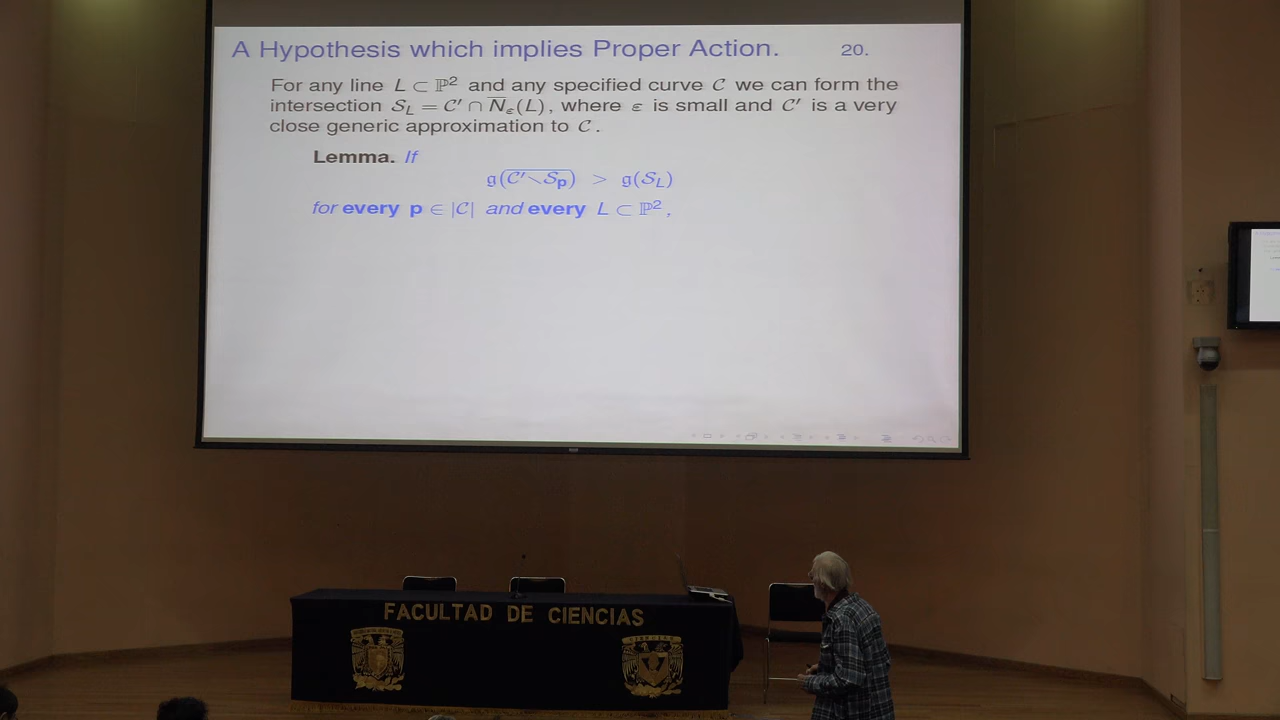 A Hypothesis which implies Proper Action. 20.
For any line L ⊂ ℙ² and any specified curve 𝒞 we can form the
intersection 𝒮_L = 𝒞′ ∩ N̅_ε(L), where ε is small and 𝒞′ is a very
close generic approximation to 𝒞.
Lemma. If
𝔤(\overline{𝒞′∖𝒮_p}) > 𝔤(𝒮_L)
for every p ∈ |𝒞| and every L ⊂ ℙ²,
FACULTAD DE CIENCIAS